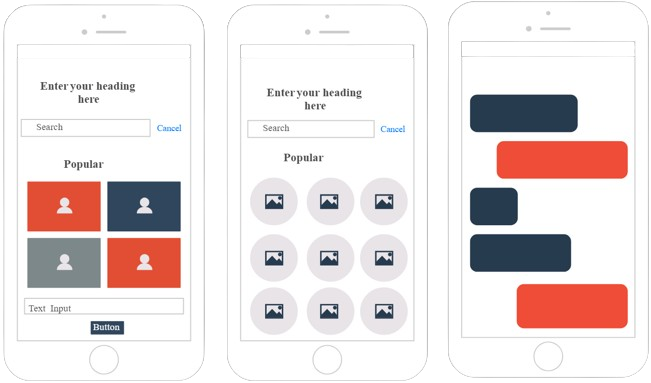 Enter your heading
here
Search
Cancel
Popular
Text Input
Button
Enter your heading
here
Search
Cancel
Popular